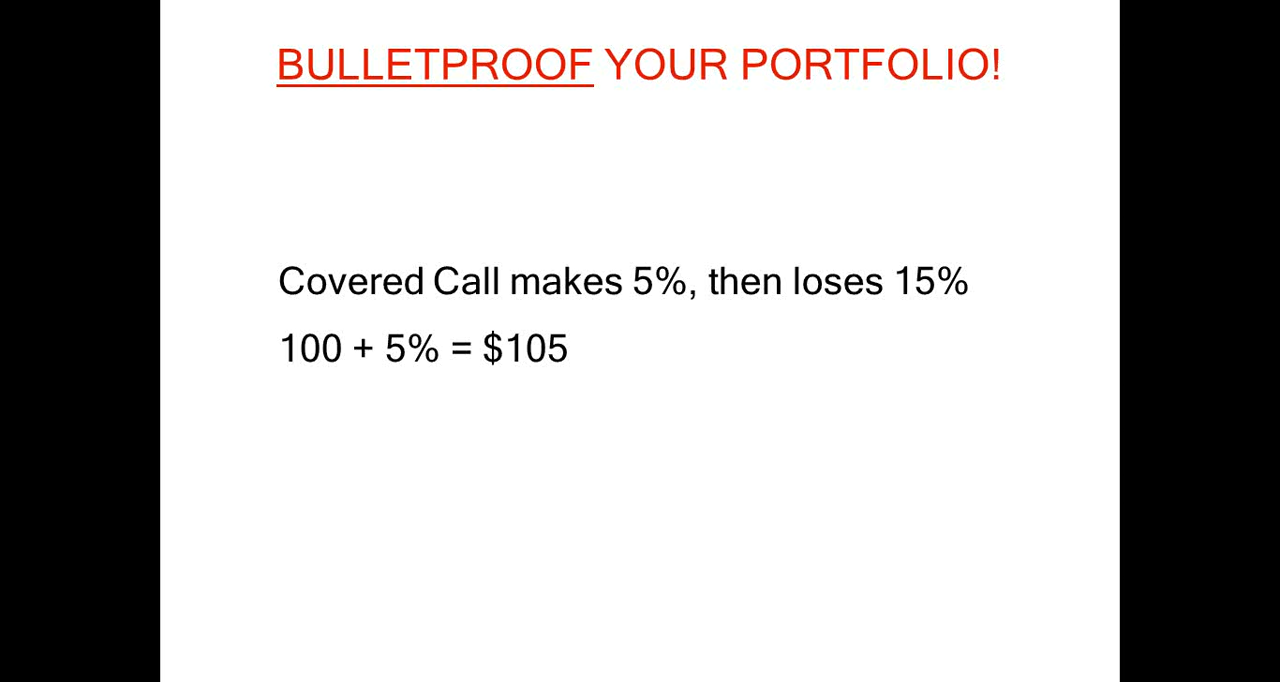 BULLETPROOF YOUR PORTFOLIO!
Covered Call makes 5%, then loses 15%
100 + 5% = $105